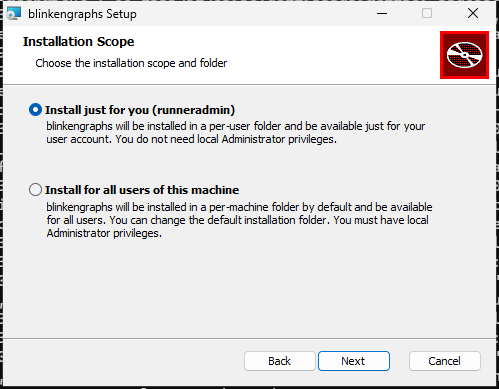 blinkengraphs Setup
Installation Scope
Choose the installation scope and folder
Install just for you (runneradmin)
blinkengraphs will be installed in a per-user folder and be available just for your
user account. You do not need local Administrator privileges.
Install for all users of this machine
blinkengraphs will be installed in a per-machine folder by default and be available
for all users. You can change the default installation folder. You must have local
Administrator privileges.
Back
Next
Cancel